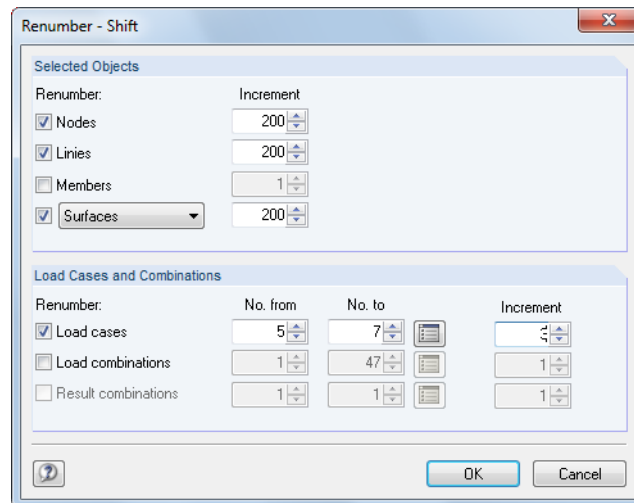 Renumber - Shift
Selected Objects
Renumber: Increment
Nodes 200
Linies 200
Members 1
Surfaces 200
Load Cases and Combinations
Renumber: No. from No. to Increment
Load cases 5 7
Load combinations 1 47 1
Result combinations 1 1 1
OK Cancel